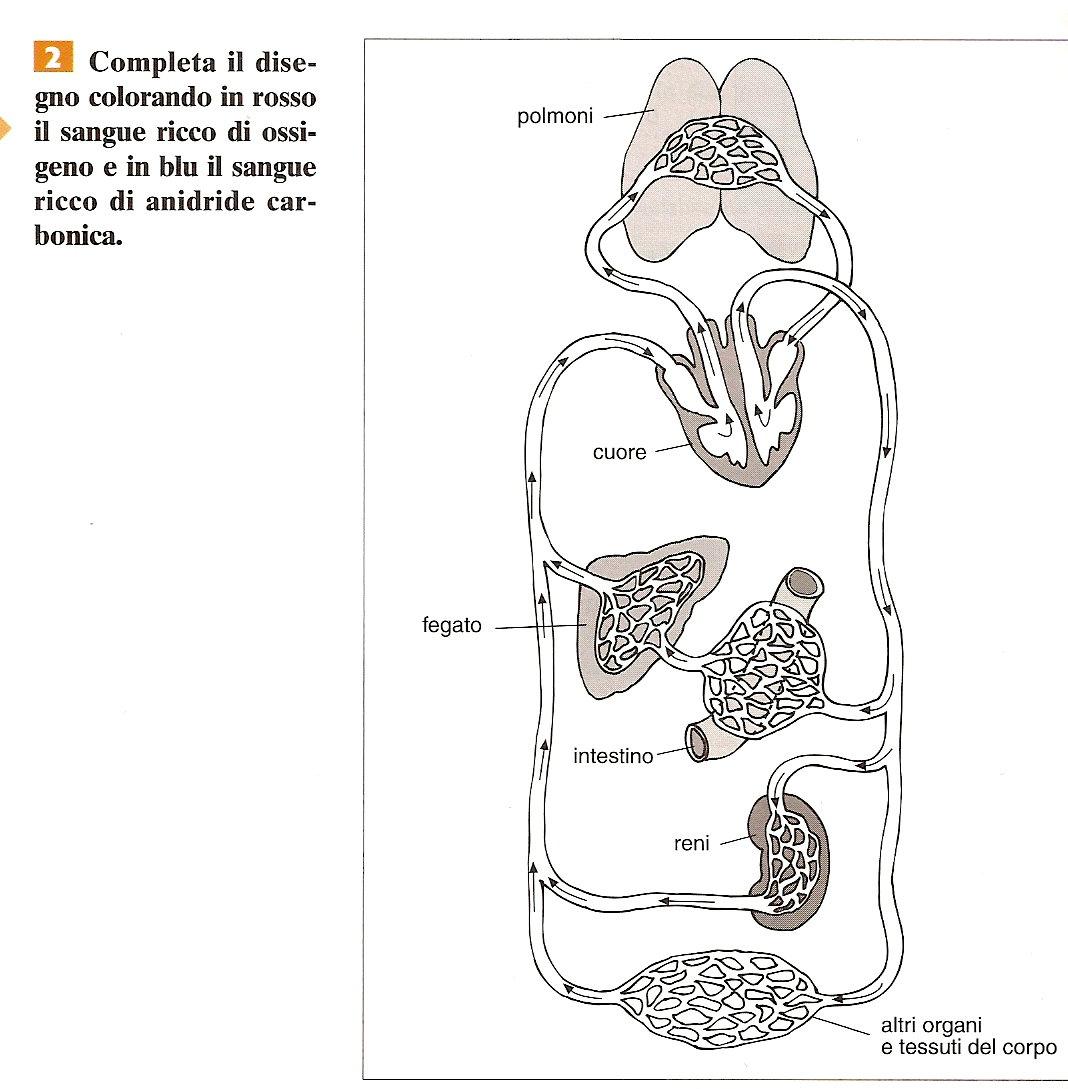 2 Completa il dise-
gno colorando in rosso
il sangue ricco di ossi-
geno e in blu il sangue
ricco di anidride car-
bonica.
polmoni
cuore
fegato
intestino
reni
altri organi
e tessuti del corpo